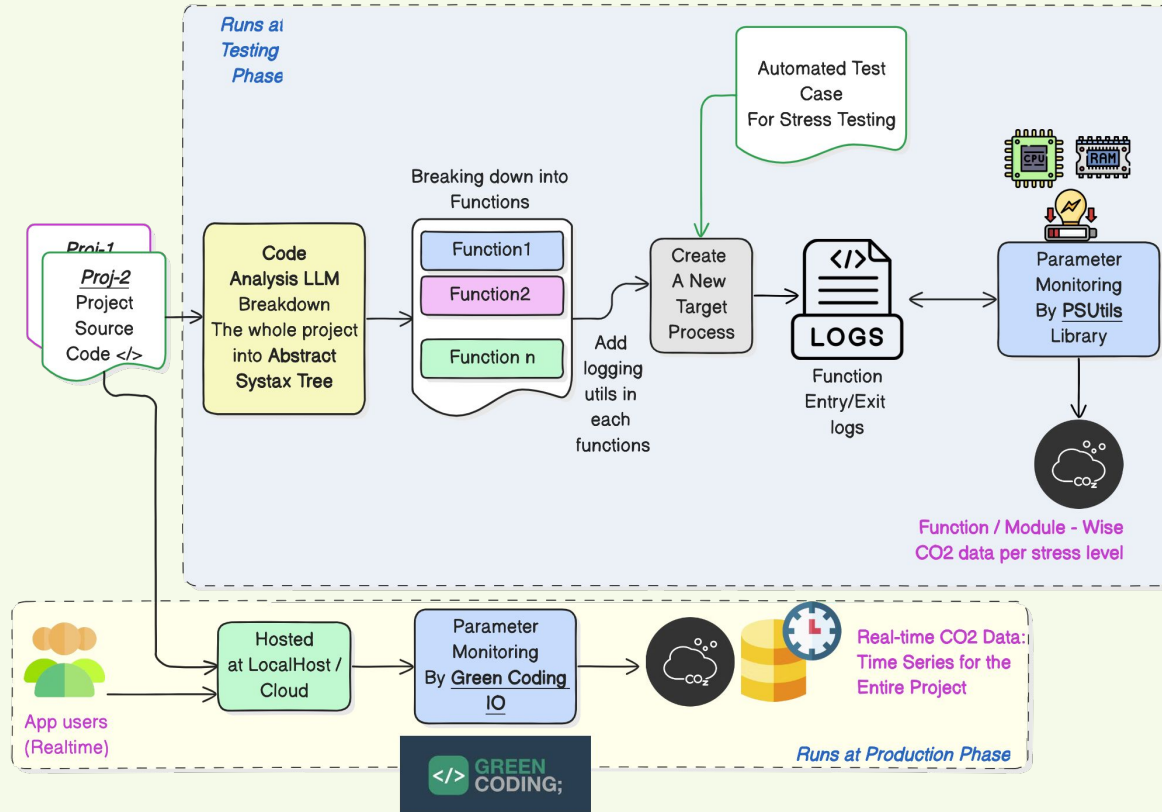 Runs at
Testing
Phase
Automated Test
Case
For Stress Testing
CPU
RAM
Breaking down into
Functions
Function1
Function2
Function n
Proj-1
Proj-2
Project
Source
Code </>
Code
Analysis LLM
Breakdown
The whole project
into Abstract
Systax Tree
Add
logging
utils in
each
functions
Create
A New
Target
Process
</>
LOGS
Function
Entry/Exit
logs
Parameter
Monitoring
By PSUtils
Library
CO2
Function / Module - Wise
CO2 data per stress level
App users
(Realtime)
Hosted
at LocalHost /
Cloud
Parameter
Monitoring
By Green Coding
IO
CO2
Real-time CO2 Data:
Time Series for the
Entire Project
Runs at Production Phase
</> GREEN
CODING;